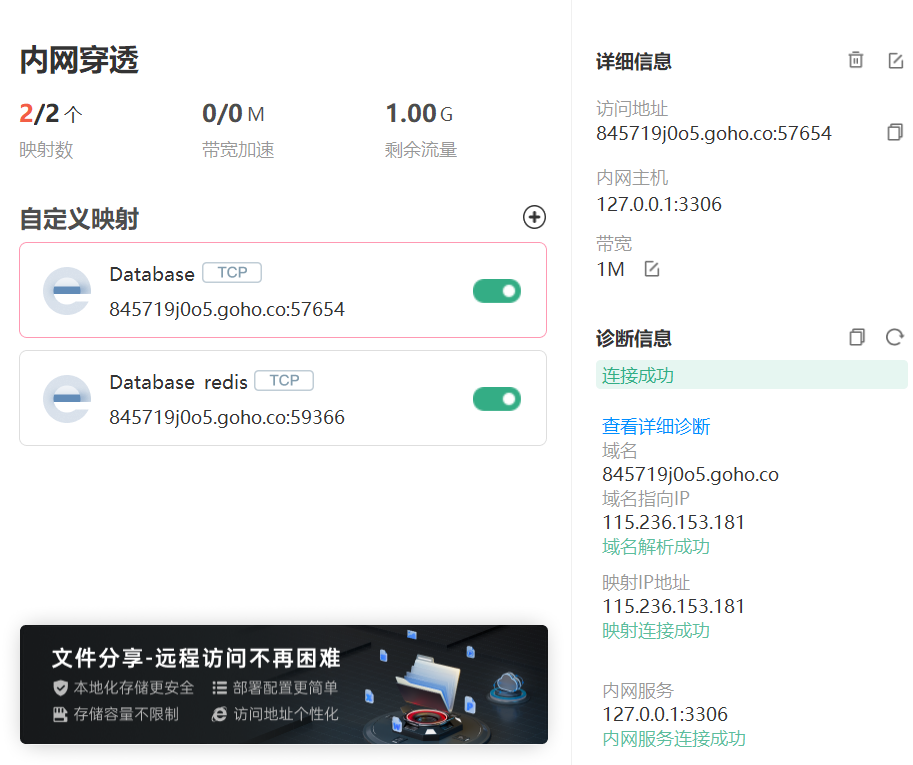 内网穿透
2/2 个
映射数
0/0 M
带宽加速
1.00 G
剩余流量
自定义映射
Database TCP
845719j0o5.goho.co:57654
Database redis TCP
845719j0o5.goho.co:59366
文件分享-远程访问不再困难
本地化存储更安全 部署配置更简单
存储容量不限制 访问地址个性化
详细信息
访问地址
845719j0o5.goho.co:57654
内网主机
127.0.0.1:3306
带宽
1M
诊断信息
连接成功
查看详细诊断
域名
845719j0o5.goho.co
域名指向IP
115.236.153.181
域名解析成功
映射IP地址
115.236.153.181
映射连接成功
内网服务
127.0.0.1:3306
内网服务连接成功